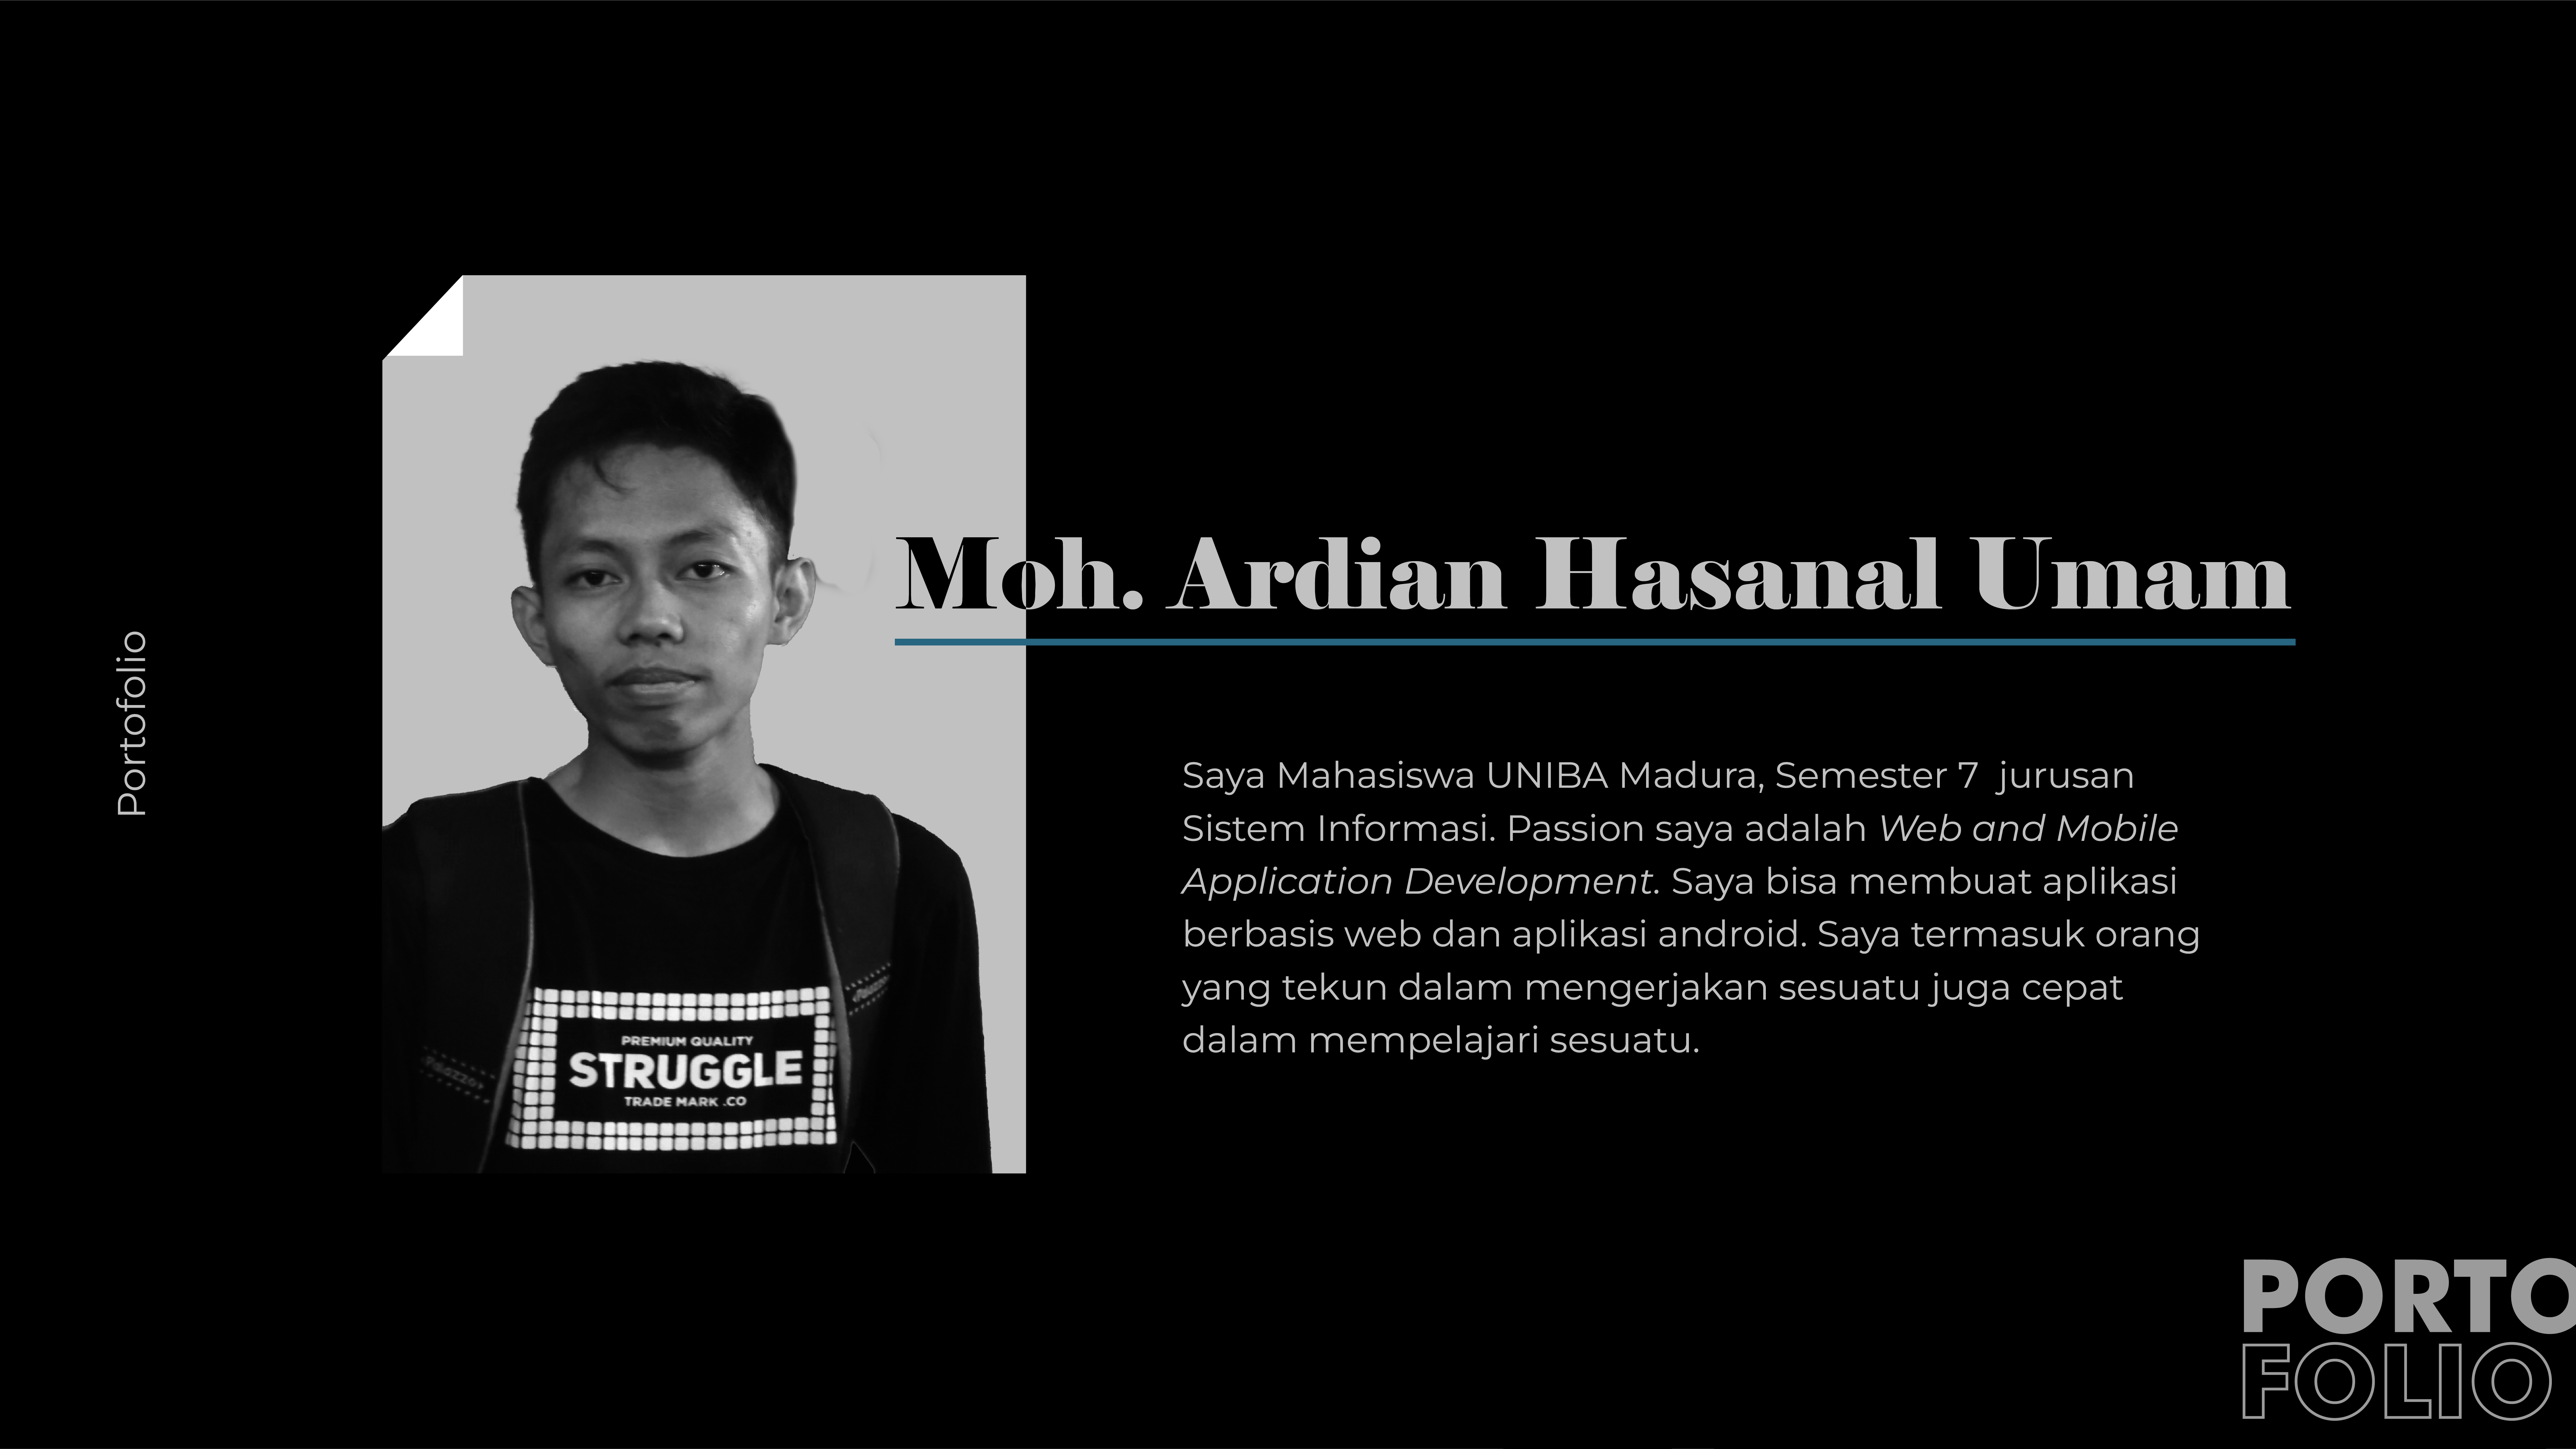 Portofolio
Moh. Ardian Hasanal Umam
Saya Mahasiswa UNIBA Madura, Semester 7  jurusan
Sistem Informasi. Passion saya adalah Web and Mobile
Application Development. Saya bisa membuat aplikasi
berbasis web dan aplikasi android. Saya termasuk orang
yang tekun dalam mengerjakan sesuatu juga cepat
dalam mempelajari sesuatu.
PREMIUM QUALITY
STRUGGLE
TRADE MARK .CO
PORTO
FOLIO